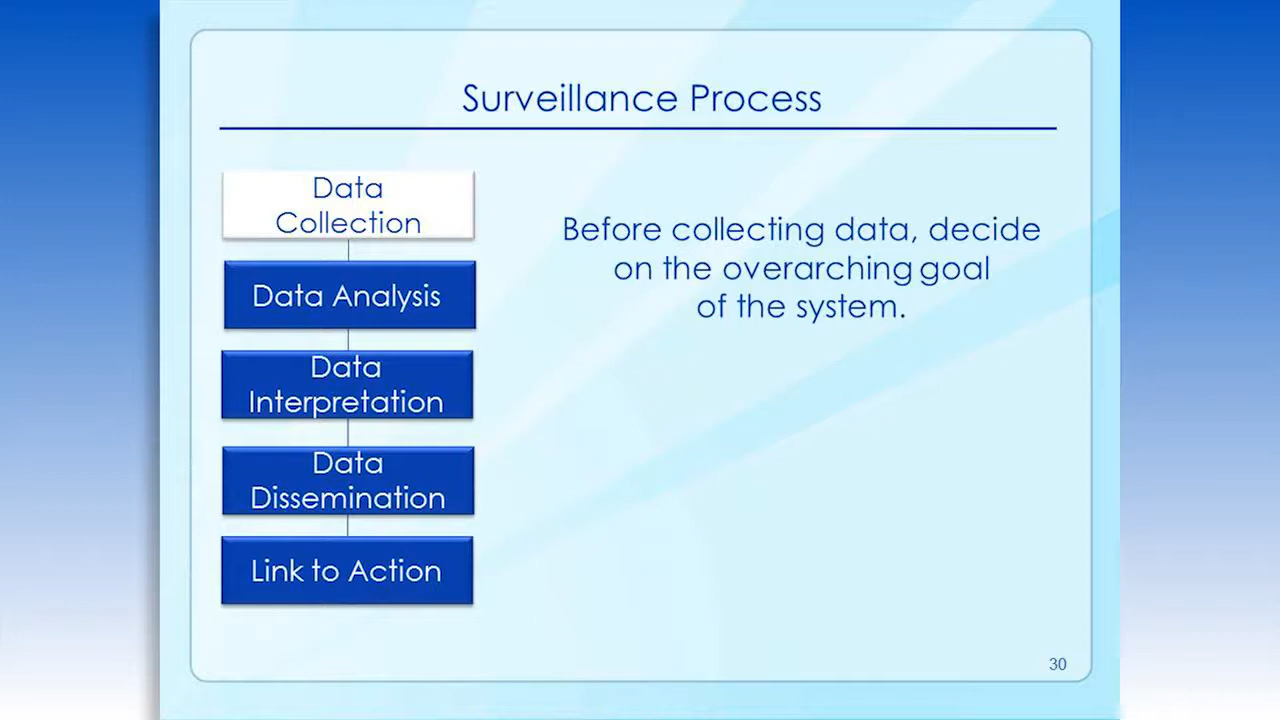 Surveillance Process
Data
Collection
Data Analysis
Data
Interpretation
Data
Dissemination
Link to Action
Before collecting data, decide
on the overarching goal
of the system.
30